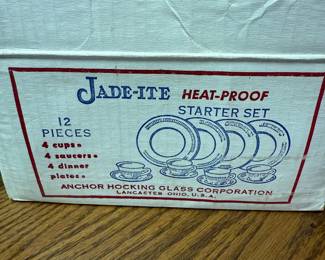 JADE-ITE HEAT-PROOF
STARTER SET
12
PIECES
4 cups •
4 saucers •
4 dinner
plates •
ANCHOR HOCKING GLASS CORPORATION
LANCASTER OHIO, U.S.A.